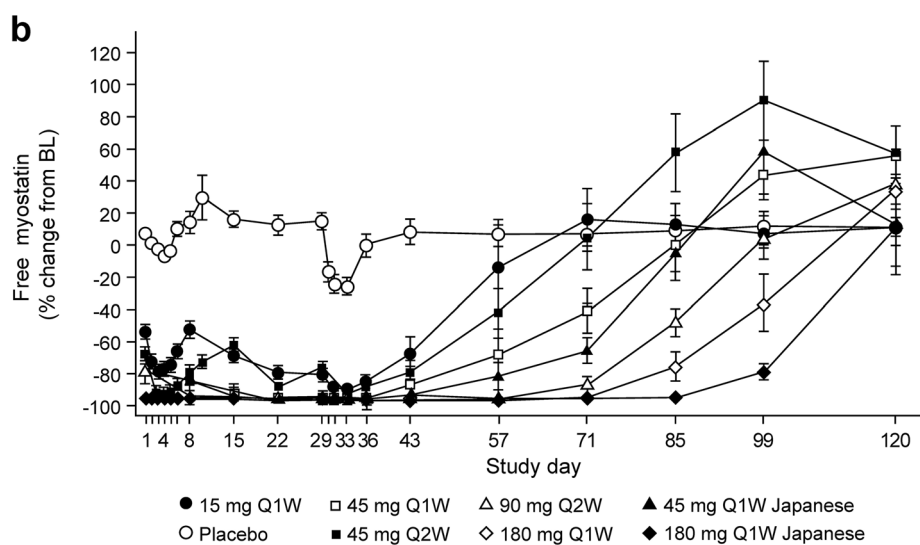 b
Free myostatin
(% change from BL)
120
100
80
60
40
20
0
-20
-40
-60
-80
-100
1 4 8 15 22 29 33 36 43 57 71 85 99 120
Study day
15 mg Q1W 45 mg Q1W 90 mg Q2W 45 mg Q1W Japanese
Placebo 45 mg Q2W 180 mg Q1W 180 mg Q1W Japanese